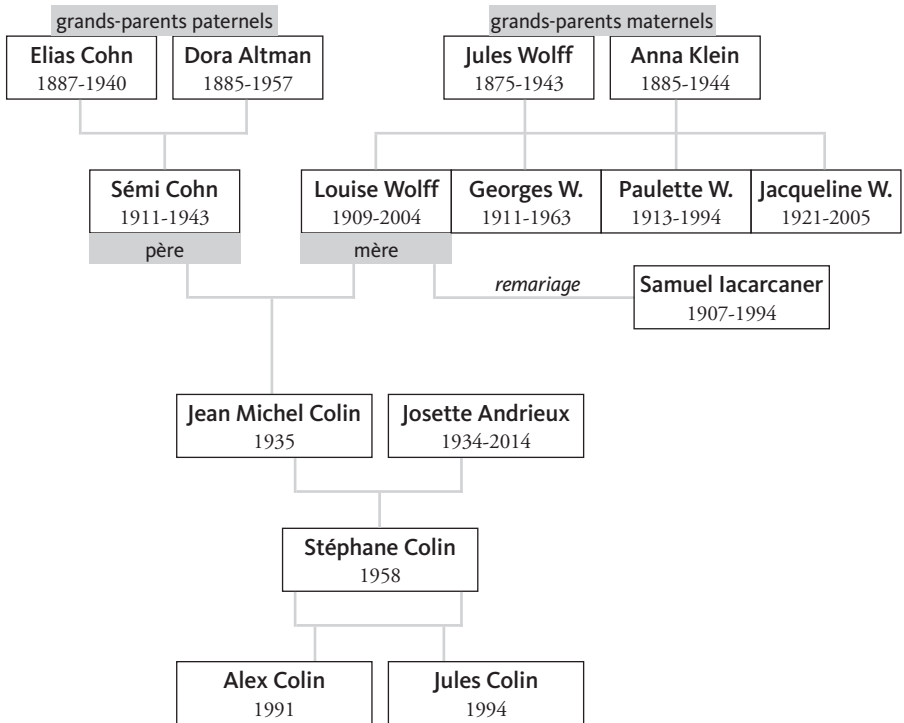 grands-parents paternels
grands-parents maternels
Elias Cohn
1887-1940
Dora Altman
1885-1957
Jules Wolff
1875-1943
Anna Klein
1885-1944
Sémi Cohn
1911-1943
père
Louise Wolff
1909-2004
mère
Georges W.
1911-1963
Paulette W.
1913-1994
Jacqueline W.
1921-2005
remariage
Samuel Iacarcaner
1907-1994
Jean Michel Colin
1935
Josette Andrieux
1934-2014
Stéphane Colin
1958
Alex Colin
1991
Jules Colin
1994